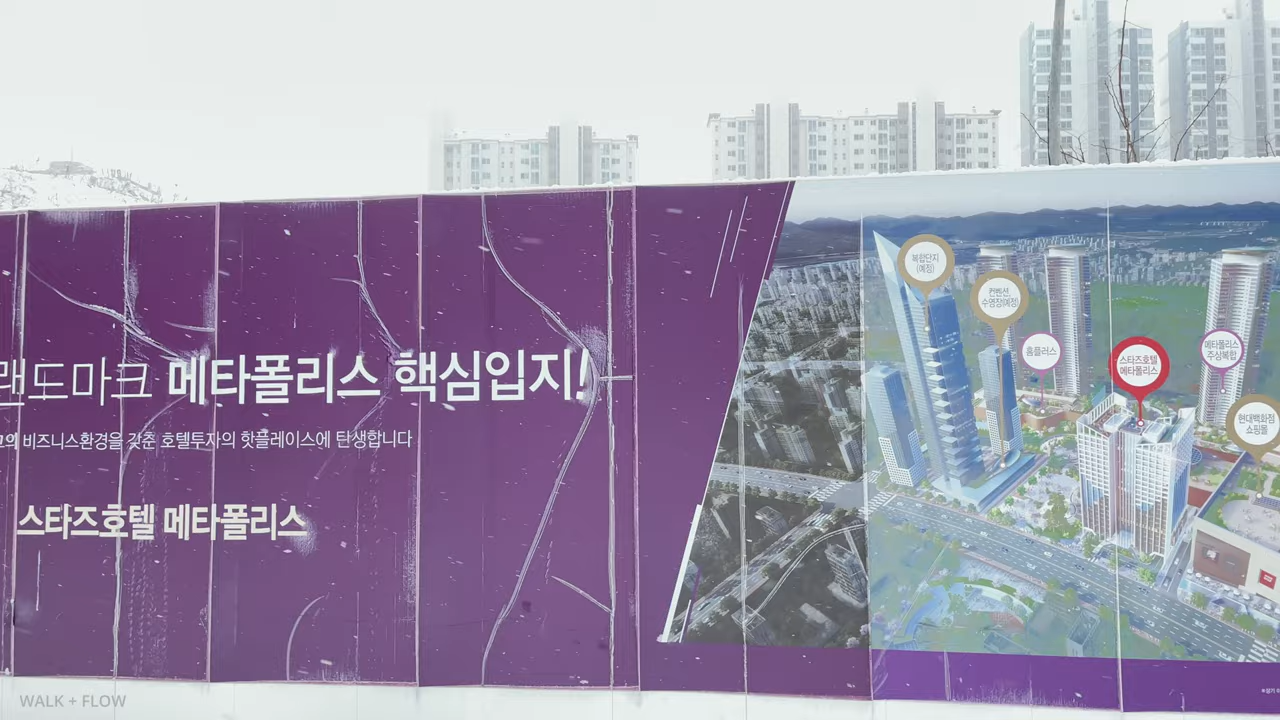 랜드마크 메타폴리스 핵심입지!
비즈니스환경을 갖춘 호텔투자의 핫플레이스에 탄생합니다
스타즈호텔 메타폴리스
복합단지
(예정)
컨벤션,
수영장(예정)
홈플러스
스타즈호텔
메타폴리스
메타폴리스
주상복합
현대백화점
쇼핑몰
WALK + FLOW